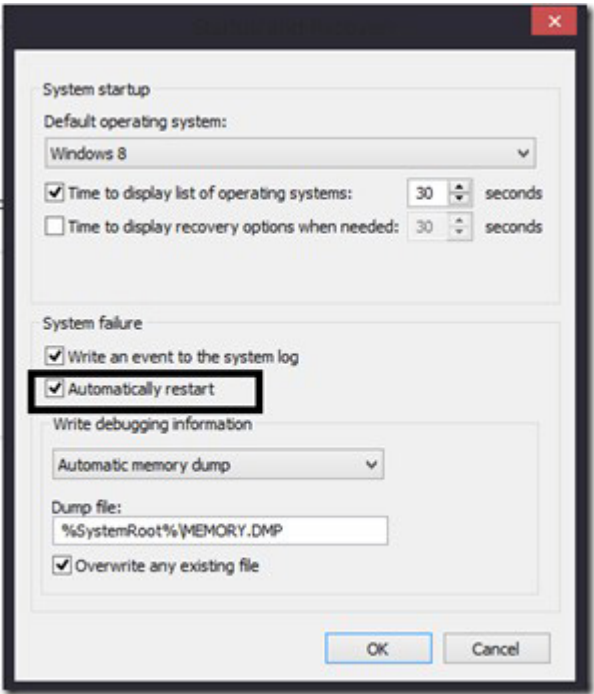 System startup
Default operating system:
Windows 8
Time to display list of operating systems: 30 seconds
Time to display recovery options when needed: 30 seconds
System failure
Write an event to the system log
Automatically restart
Write debugging information
Automatic memory dump
Dump file:
%SystemRoot%\MEMORY.DMP
Overwrite any existing file
OK Cancel